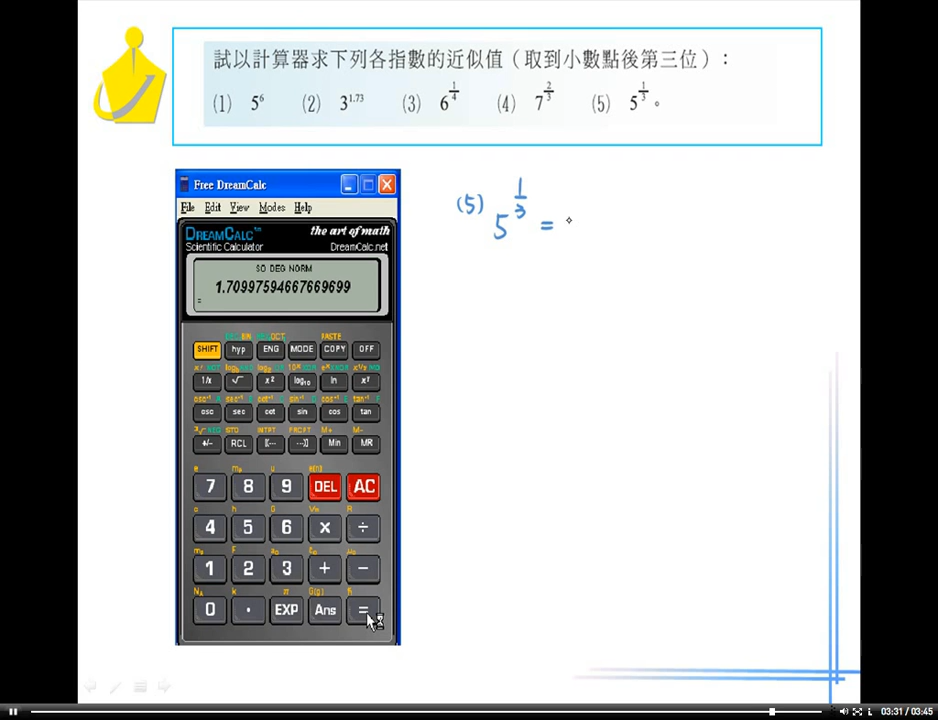 試以計算器求下列各指數的近似值（取到小數點後第三位）：
(1) 5^6 (2) 3^1.73 (3) 6^1/4 (4) 7^2/3 (5) 5^1/3。
Free DreamCalc
File Edit View Modes Help
DREAMCALC™ the art of math
Scientific Calculator DreamCalc.net
SO DEG NORM
1.70997594667669699
=
(5) 5^1/3 =
PASTE
SHIFT hyp ENG MODE COPY OFF
1/x √ x² log10 ln x^y
csc sec cot sin cos tan
+/- RCL [(--- ---)] Min MR
7 8 9 DEL AC
4 5 6 × ÷
1 2 3 + −
0 · EXP Ans =
03:31 / 03:45